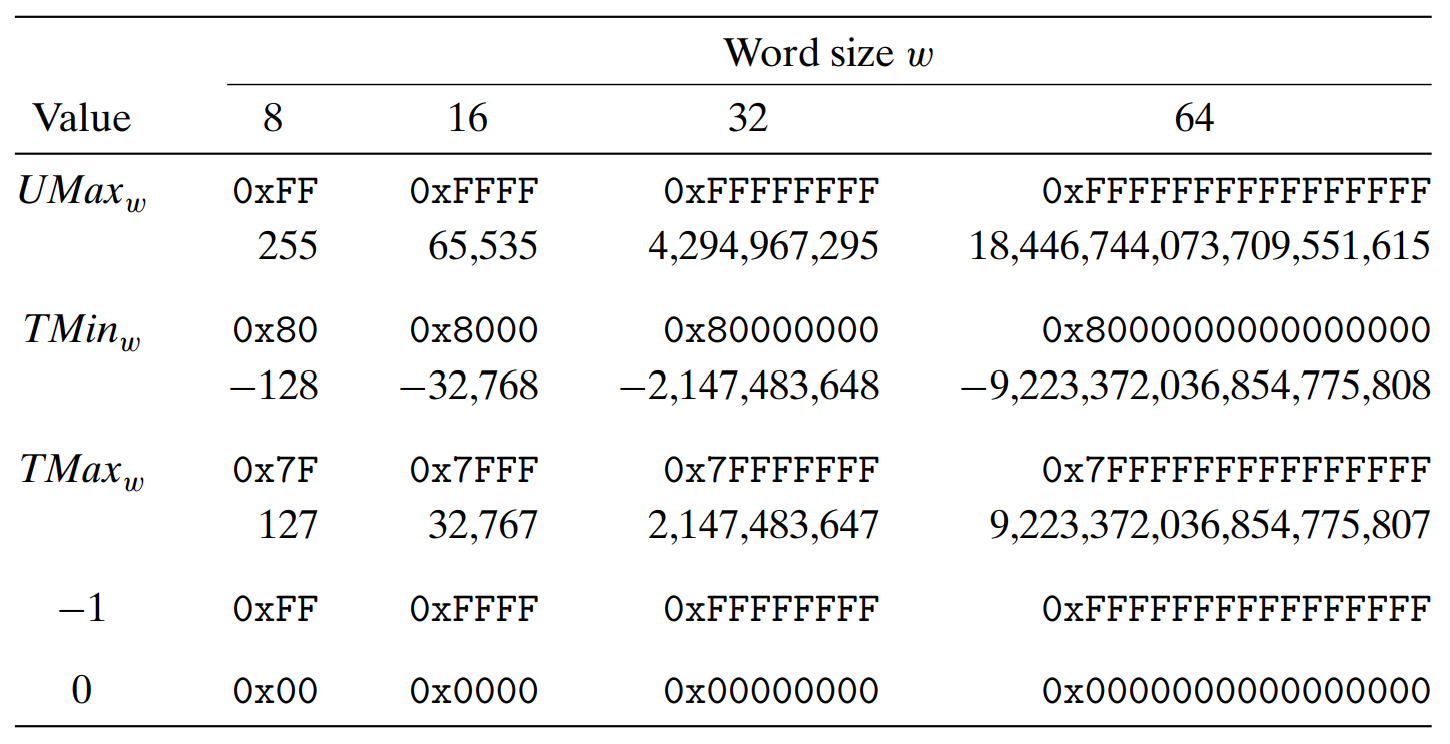 Word size w
Value 8 16 32 64
UMaxw 0xFF 0xFFFF 0xFFFFFFFF 0xFFFFFFFFFFFFFFFF
255 65,535 4,294,967,295 18,446,744,073,709,551,615
TMinw 0x80 0x8000 0x80000000 0x8000000000000000
−128 −32,768 −2,147,483,648 −9,223,372,036,854,775,808
TMaxw 0x7F 0x7FFF 0x7FFFFFFF 0x7FFFFFFFFFFFFFFF
127 32,767 2,147,483,647 9,223,372,036,854,775,807
−1 0xFF 0xFFFF 0xFFFFFFFF 0xFFFFFFFFFFFFFFFF
0 0x00 0x0000 0x00000000 0x0000000000000000